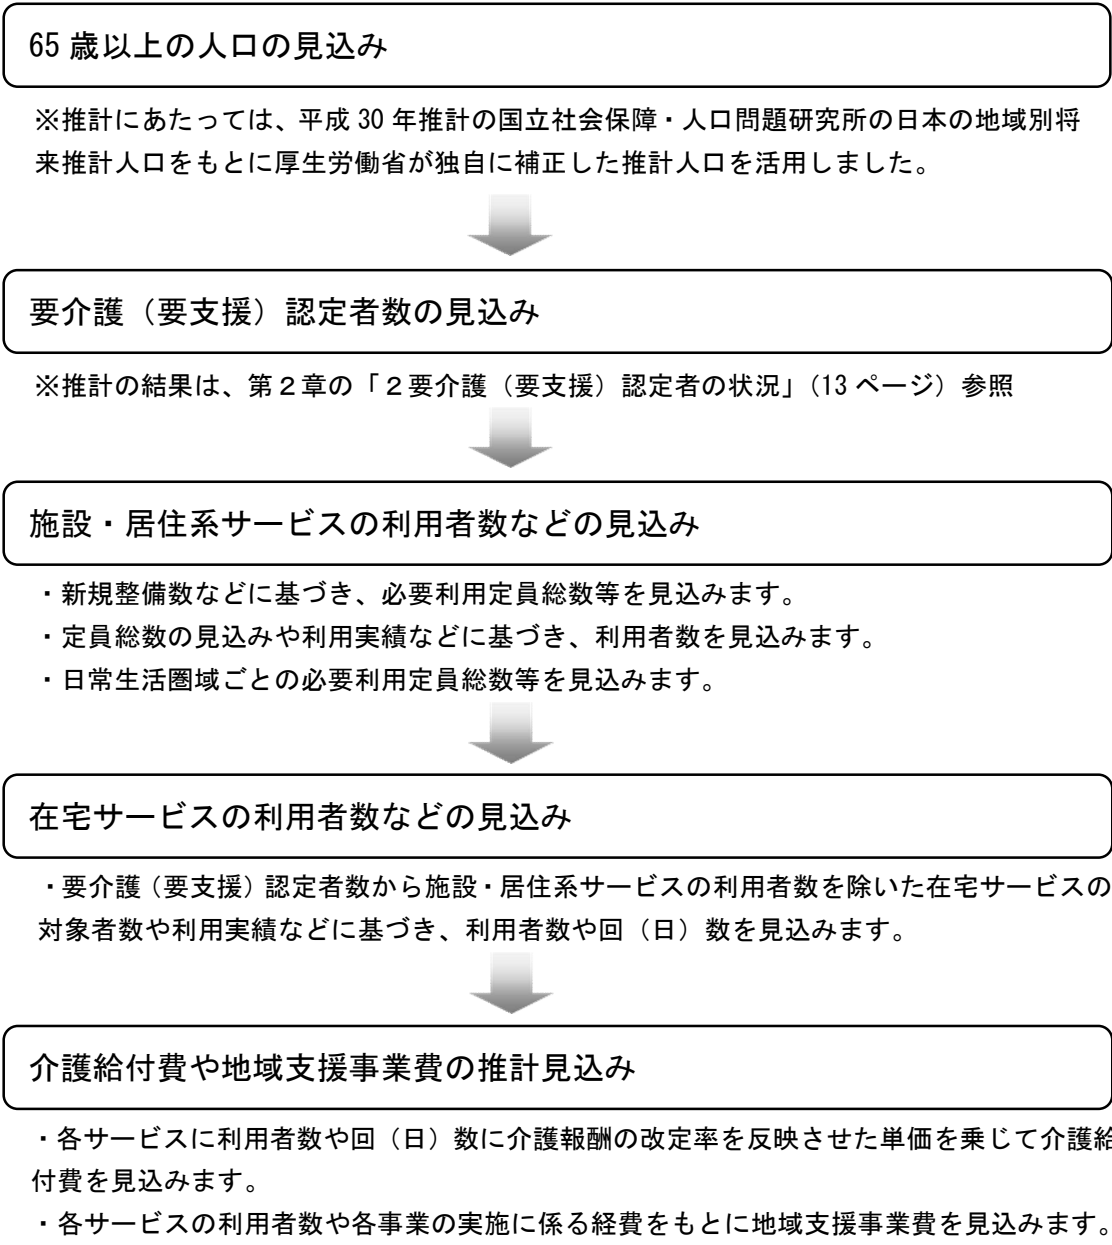 65 歳以上の人口の見込み
※推計にあたっては、平成 30 年推計の国立社会保障・人口問題研究所の日本の地域別将
来推計人口をもとに厚生労働省が独自に補正した推計人口を活用しました。
要介護（要支援）認定者数の見込み
※推計の結果は、第２章の「２要介護（要支援）認定者の状況」（13 ページ）参照
施設・居住系サービスの利用者数などの見込み
・新規整備数などに基づき、必要利用定員総数等を見込みます。
・定員総数の見込みや利用実績などに基づき、利用者数を見込みます。
・日常生活圏域ごとの必要利用定員総数等を見込みます。
在宅サービスの利用者数などの見込み
・要介護（要支援）認定者数から施設・居住系サービスの利用者数を除いた在宅サービスの
対象者数や利用実績などに基づき、利用者数や回（日）数を見込みます。
介護給付費や地域支援事業費の推計見込み
・各サービスに利用者数や回（日）数に介護報酬の改定率を反映させた単価を乗じて介護給
付費を見込みます。
・各サービスの利用者数や各事業の実施に係る経費をもとに地域支援事業費を見込みます。